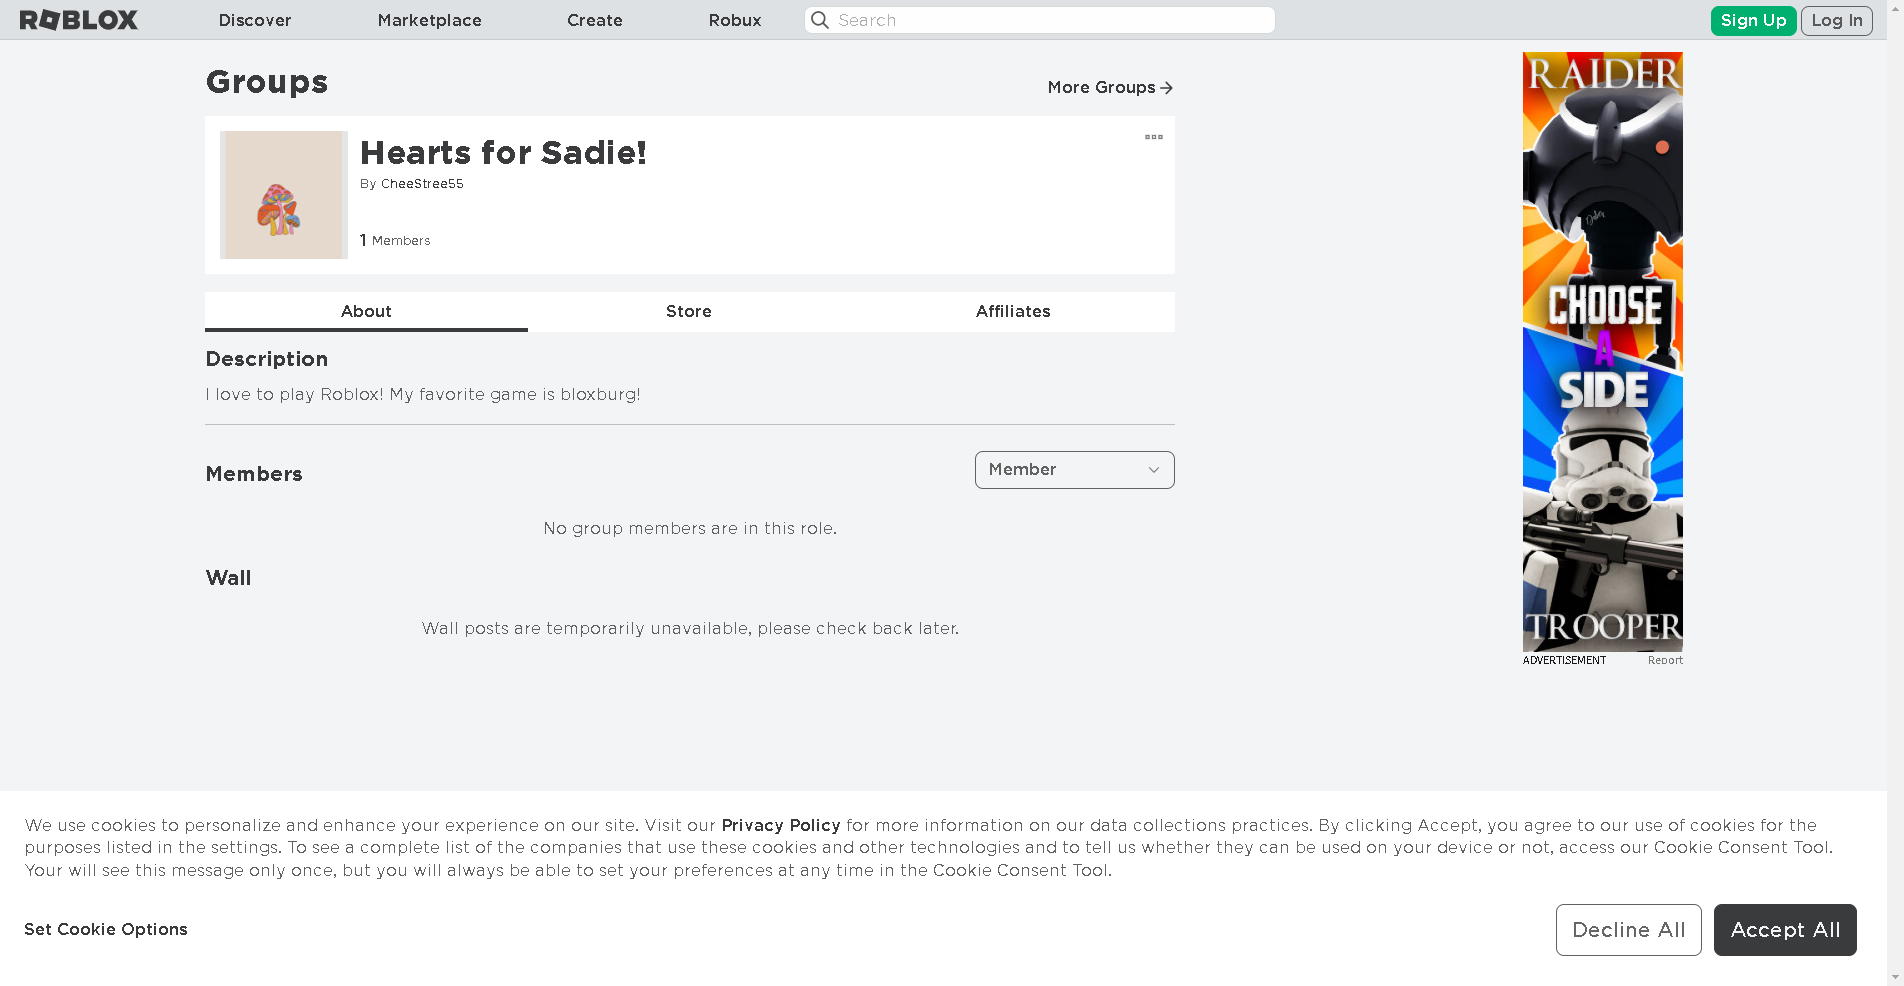 ROBLOX
Discover
Marketplace
Create
Robux
Search
Sign Up
Log In
Groups
More Groups
Hearts for Sadie!
By CheeStree55
1 Members
About
Store
Affiliates
Description
I love to play Roblox! My favorite game is bloxburg!
Members
Member
No group members are in this role.
Wall
Wall posts are temporarily unavailable, please check back later.
RAIDER
CHOOSE
A
SIDE
TROOPER
ADVERTISEMENT
Report
We use cookies to personalize and enhance your experience on our site. Visit our Privacy Policy for more information on our data collections practices. By clicking Accept, you agree to our use of cookies for the
purposes listed in the settings. To see a complete list of the companies that use these cookies and other technologies and to tell us whether they can be used on your device or not, access our Cookie Consent Tool.
Your will see this message only once, but you will always be able to set your preferences at any time in the Cookie Consent Tool.
Set Cookie Options
Decline All
Accept All